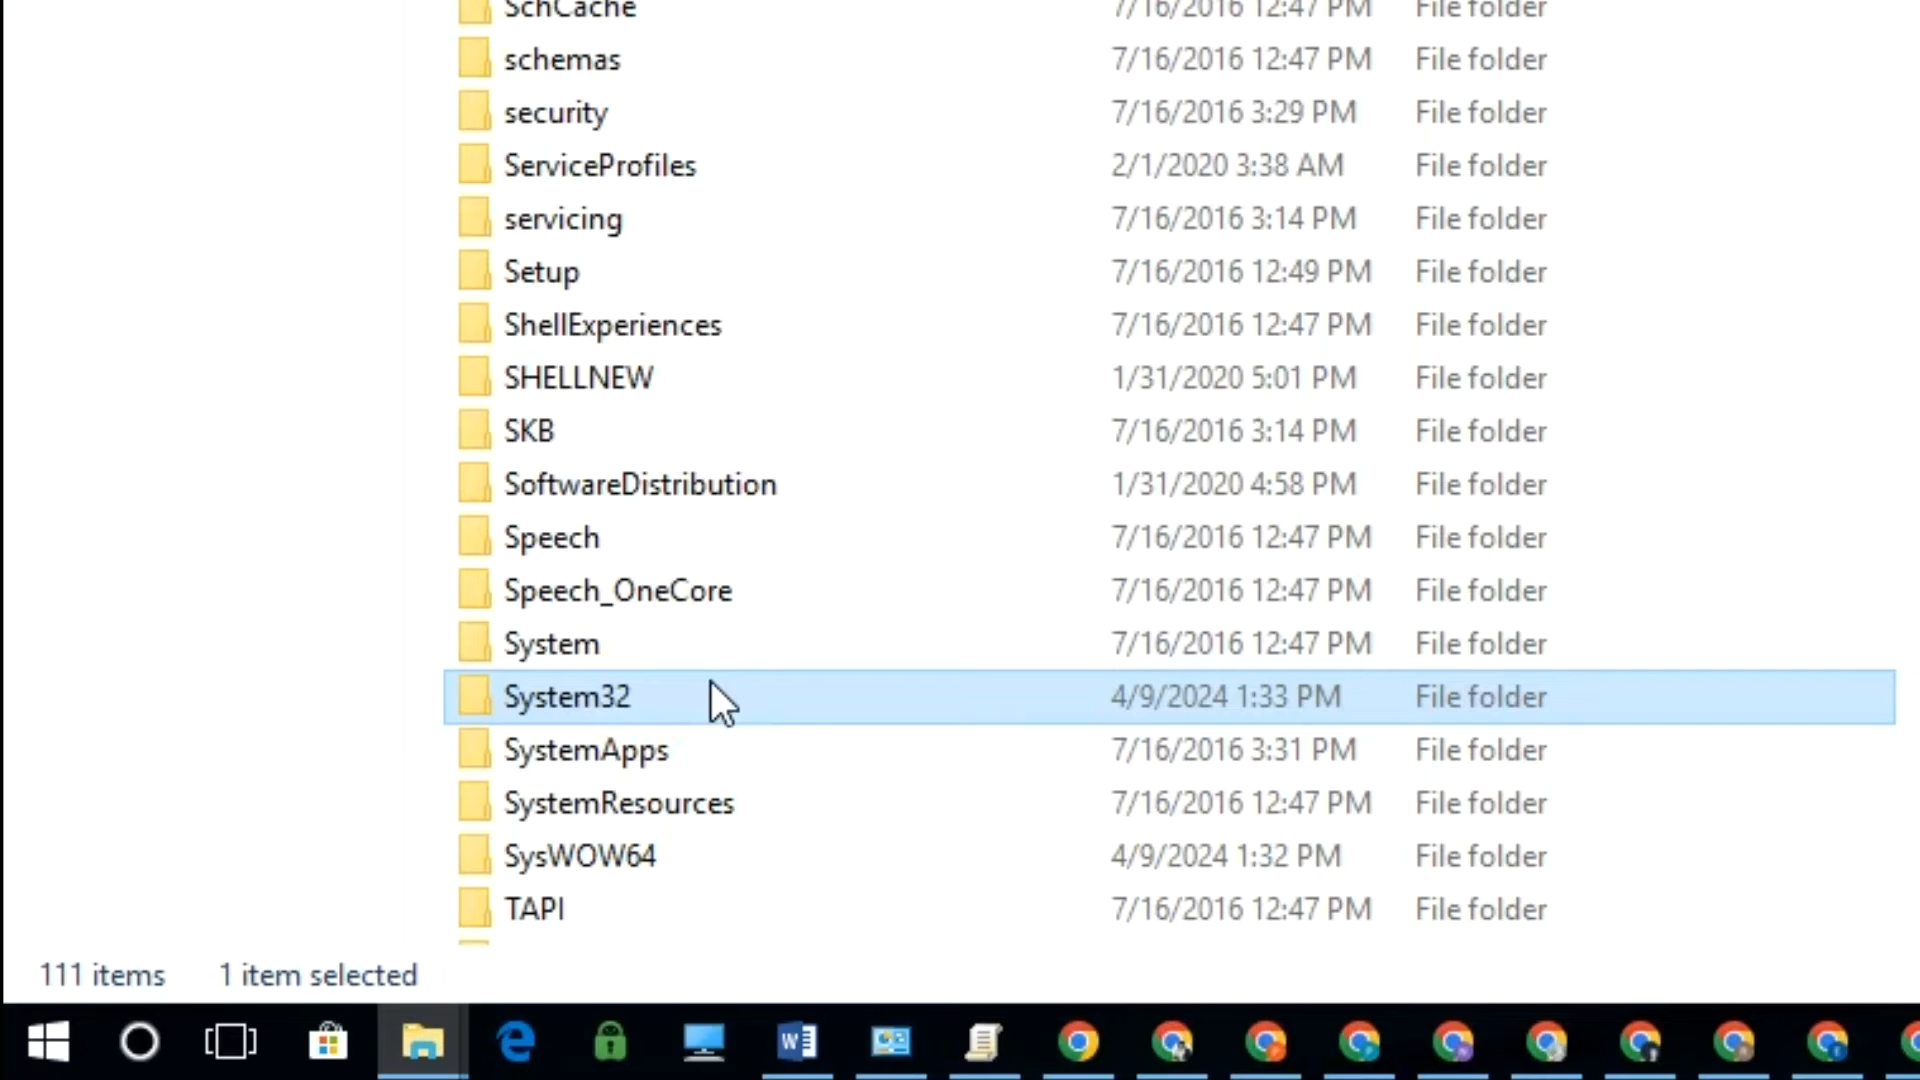 SchCache 7/16/2016 12:47 PM File folder
schemas 7/16/2016 12:47 PM File folder
security 7/16/2016 3:29 PM File folder
ServiceProfiles 2/1/2020 3:38 AM File folder
servicing 7/16/2016 3:14 PM File folder
Setup 7/16/2016 12:49 PM File folder
ShellExperiences 7/16/2016 12:47 PM File folder
SHELLNEW 1/31/2020 5:01 PM File folder
SKB 7/16/2016 3:14 PM File folder
SoftwareDistribution 1/31/2020 4:58 PM File folder
Speech 7/16/2016 12:47 PM File folder
Speech_OneCore 7/16/2016 12:47 PM File folder
System 7/16/2016 12:47 PM File folder
System32 4/9/2024 1:33 PM File folder
SystemApps 7/16/2016 3:31 PM File folder
SystemResources 7/16/2016 12:47 PM File folder
SysWOW64 4/9/2024 1:32 PM File folder
TAPI 7/16/2016 12:47 PM File folder
111 items 1 item selected
W